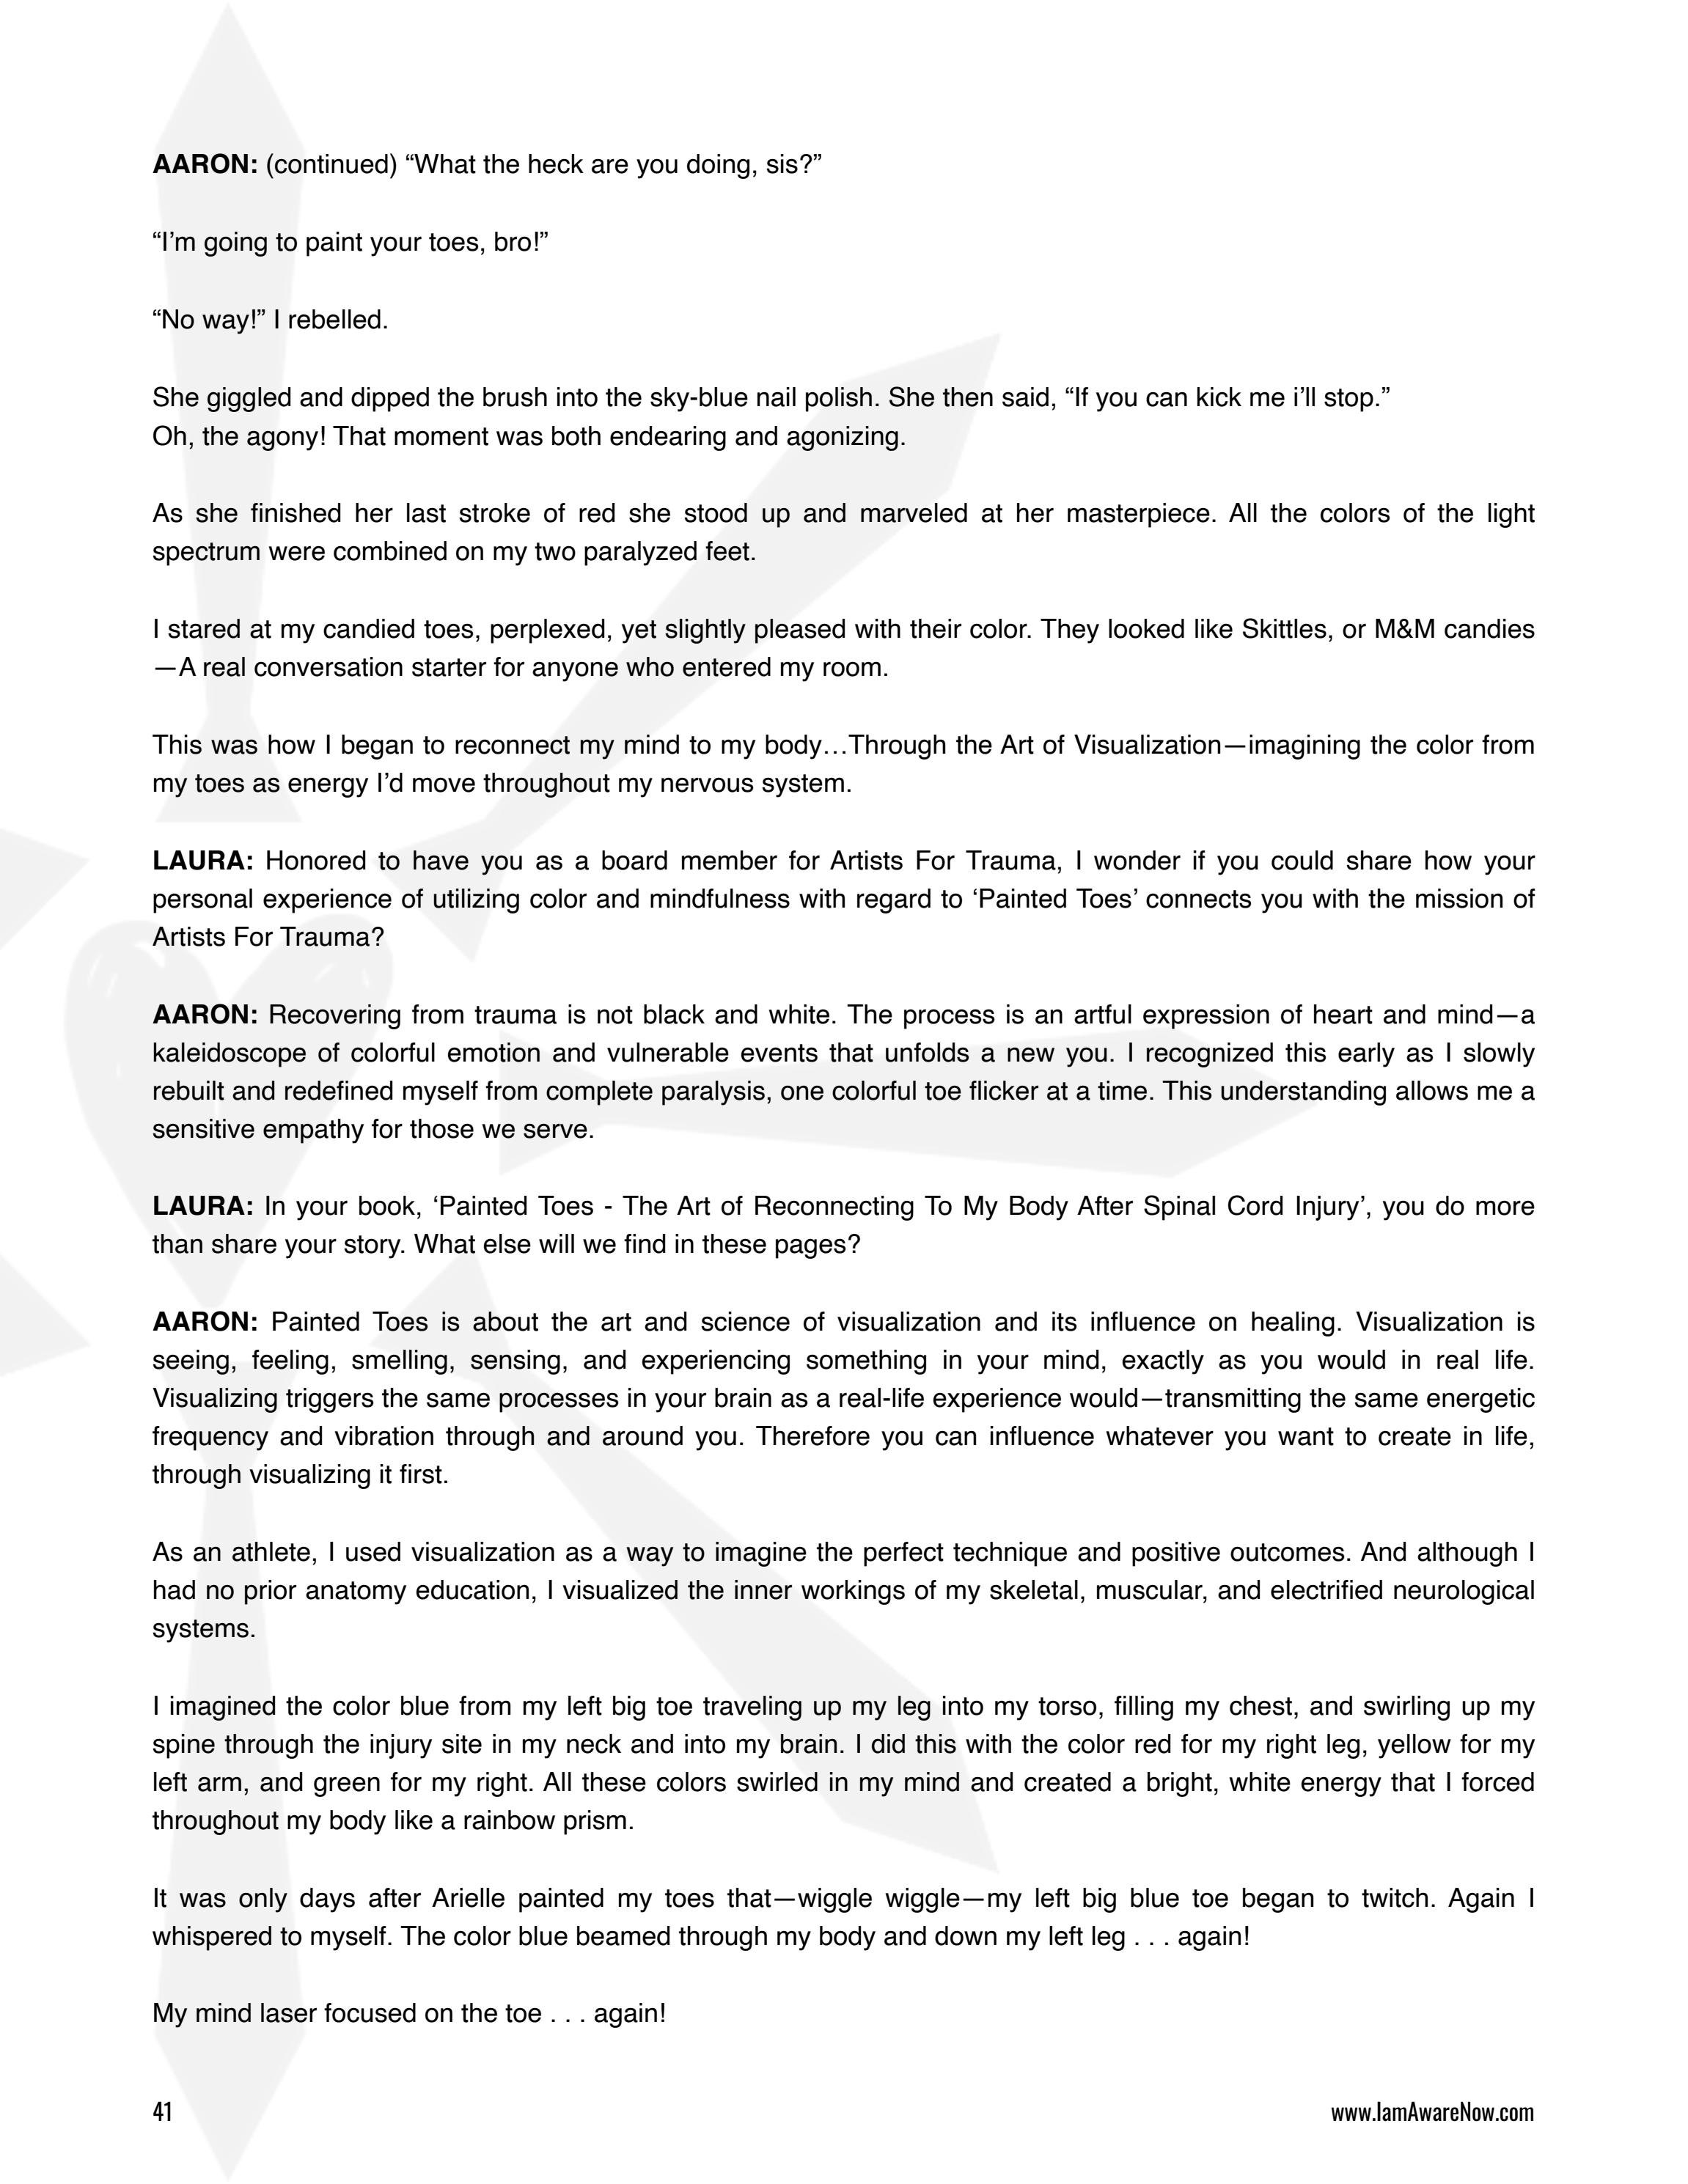 AARON: (continued) “What the heck are you doing, sis?”
“I’m going to paint your toes, bro!”
“No way!” I rebelled.
She giggled and dipped the brush into the sky-blue nail polish. She then said, “If you can kick me i’ll stop.”
Oh, the agony! That moment was both endearing and agonizing.
As she finished her last stroke of red she stood up and marveled at her masterpiece. All the colors of the light
spectrum were combined on my two paralyzed feet.
I stared at my candied toes, perplexed, yet slightly pleased with their color. They looked like Skittles, or M&M candies
—A real conversation starter for anyone who entered my room.
This was how I began to reconnect my mind to my body…Through the Art of Visualization—imagining the color from
my toes as energy I’d move throughout my nervous system.
LAURA: Honored to have you as a board member for Artists For Trauma, I wonder if you could share how your
personal experience of utilizing color and mindfulness with regard to ‘Painted Toes’ connects you with the mission of
Artists For Trauma?
AARON: Recovering from trauma is not black and white. The process is an artful expression of heart and mind—a
kaleidoscope of colorful emotion and vulnerable events that unfolds a new you. I recognized this early as I slowly
rebuilt and redefined myself from complete paralysis, one colorful toe flicker at a time. This understanding allows me a
sensitive empathy for those we serve.
LAURA: In your book, ‘Painted Toes - The Art of Reconnecting To My Body After Spinal Cord Injury’, you do more
than share your story. What else will we find in these pages?
AARON: Painted Toes is about the art and science of visualization and its influence on healing. Visualization is
seeing, feeling, smelling, sensing, and experiencing something in your mind, exactly as you would in real life.
Visualizing triggers the same processes in your brain as a real-life experience would—transmitting the same energetic
frequency and vibration through and around you. Therefore you can influence whatever you want to create in life,
through visualizing it first.
As an athlete, I used visualization as a way to imagine the perfect technique and positive outcomes. And although I
had no prior anatomy education, I visualized the inner workings of my skeletal, muscular, and electrified neurological
systems.
I imagined the color blue from my left big toe traveling up my leg into my torso, filling my chest, and swirling up my
spine through the injury site in my neck and into my brain. I did this with the color red for my right leg, yellow for my
left arm, and green for my right. All these colors swirled in my mind and created a bright, white energy that I forced
throughout my body like a rainbow prism.
It was only days after Arielle painted my toes that—wiggle wiggle—my left big blue toe began to twitch. Again I
whispered to myself. The color blue beamed through my body and down my left leg . . . again!
My mind laser focused on the toe . . . again!
41
www.IamAwareNow.com